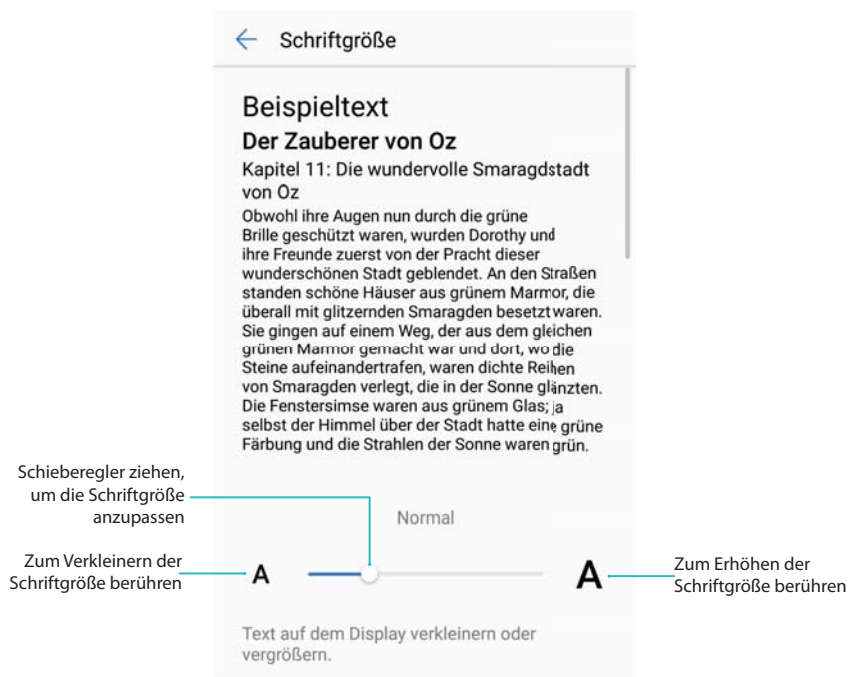 Schriftgröße
Beispieltext
Der Zauberer von Oz
Kapitel 11: Die wundervolle Smaragdstadt
von Oz
Obwohl ihre Augen nun durch die grüne
Brille geschützt waren, wurden Dorothy und
ihre Freunde zuerst von der Pracht dieser
wunderschönen Stadt geblendet. An den Straßen
standen schöne Häuser aus grünem Marmor, die
überall mit glitzernden Smaragden besetzt waren.
Sie gingen auf einem Weg, der aus dem gleichen
grünen Marmor gemacht war und dort, wo die
Steine aufeinandertrafen, waren dichte Reihen
von Smaragden verlegt, die in der Sonne glänzten.
Die Fenstersimse waren aus grünem Glas; ja
selbst der Himmel über der Stadt hatte eine grüne
Färbung und die Strahlen der Sonne waren grün.
Schieberegler ziehen,
um die Schriftgröße
anzupassen
Normal
Zum Verkleinern der
Schriftgröße berühren
A
A
Zum Erhöhen der
Schriftgröße berühren
Text auf dem Display verkleinern oder
vergrößern.